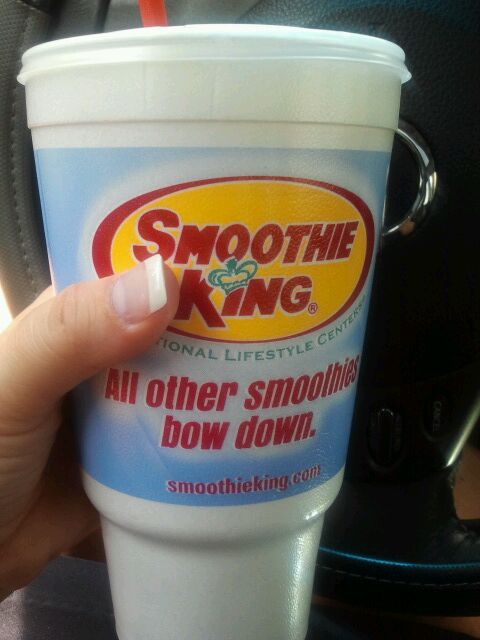 SMOOTHIE
KING®
TIONAL LIFESTYLE CENTERS
All other smoothies
bow down.
smoothieking.com